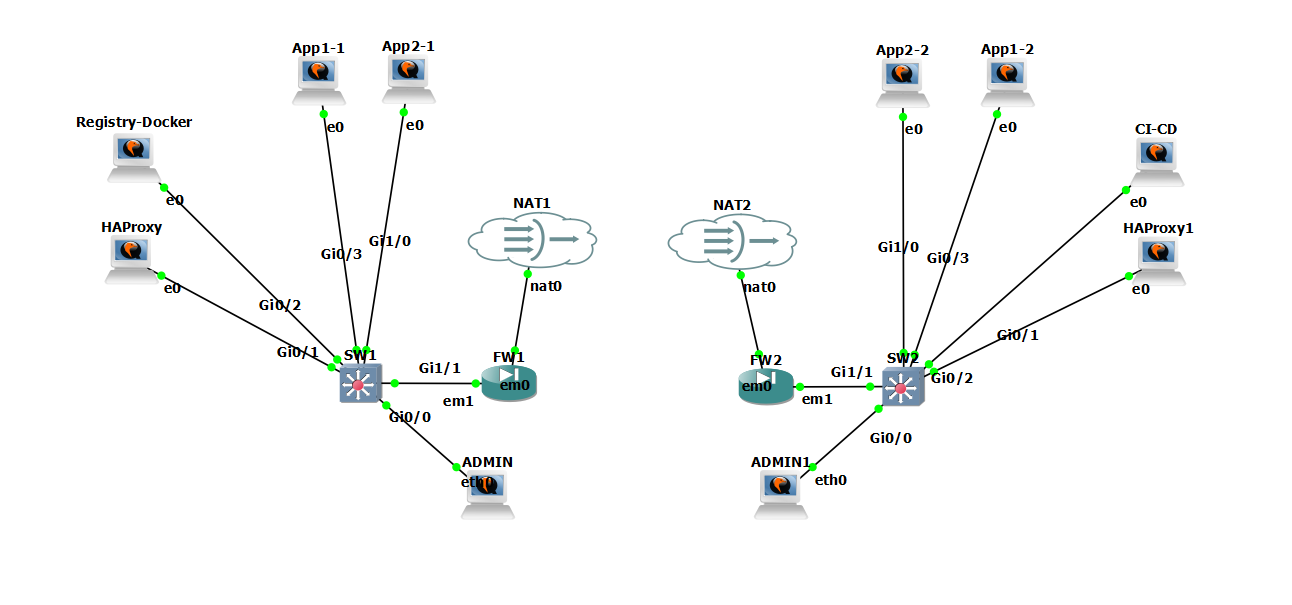 App1-1
App2-1
App2-2
App1-2
e0
e0
e0
e0
Registry-Docker
CI-CD
e0
e0
HAProxy
HAProxy1
e0
e0
NAT1
NAT2
nat0
nat0
Gi0/3
Gi1/0
Gi1/0
Gi0/3
Gi0/2
Gi0/1
Gi0/1
Gi0/2
SW1
FW1
FW2
SW2
Gi1/1
Gi1/1
em0
em0
em1
em1
Gi0/0
Gi0/0
ADMIN
ADMIN1
eth0
eth0